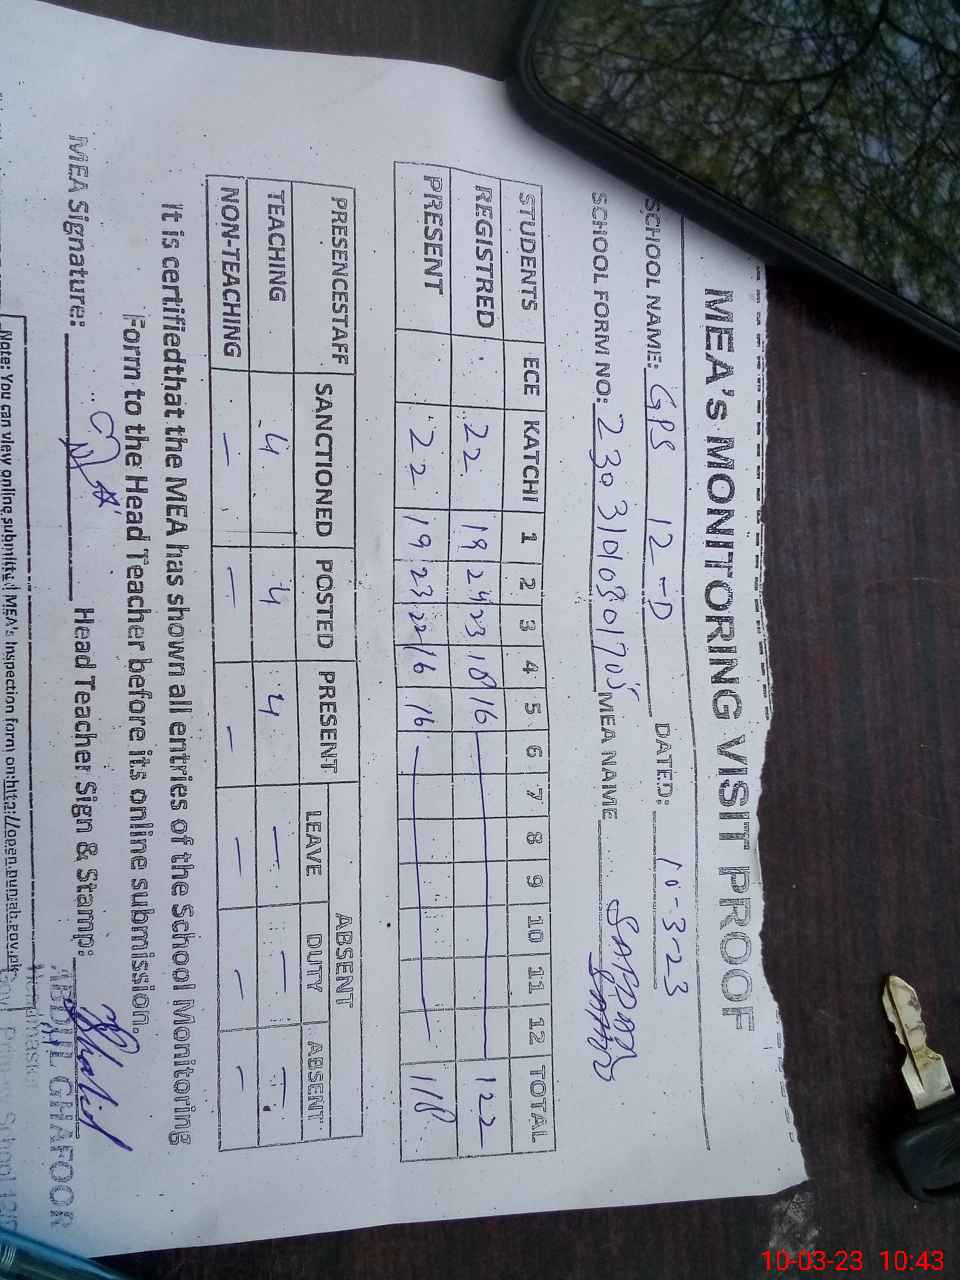 MEA's MONITORING VISIT PROOF
SCHOOL NAME: GPS 12-D DATED: 10-3-23
SCHOOL FORM NO: MEA NAME
STUDENTS ECE KATCHI 1 2 3 4 5 6 7 8 9 10 11 12 TOTAL
REGISTRED 22 19 24 23 18 16 — 122
PRESENT 22 19 23 22 16 16 — 118
PRESENCESTAFF SANCTIONED POSTED PRESENT ABSENT
LEAVE DUTY ABSENT
TEACHING 4 4 4 — — —
NON-TEACHING — — — — — —
It is certifiedthat the MEA has shown all entries of the School Monitoring
Form to the Head Teacher before its online submission.
MEA Signature: Head Teacher Sign & Stamp:
ABDUL GHAFOOR
Headmaster
Note: You can view online submitted MEA's Inspection form on:http://open.punjab.gov.pk
10-03-23 10:43